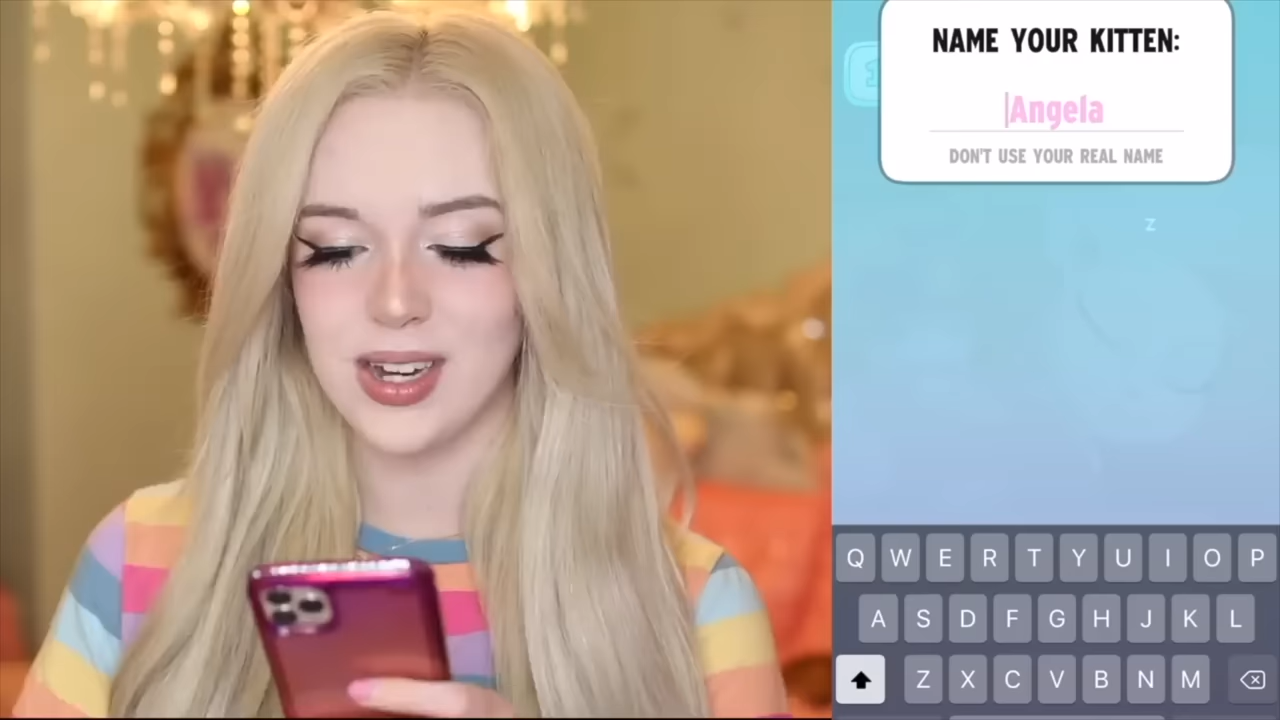 NAME YOUR KITTEN:
Angela
DON'T USE YOUR REAL NAME
z
Q W E R T Y U I O P
A S D F G H J K L
Z X C V B N M